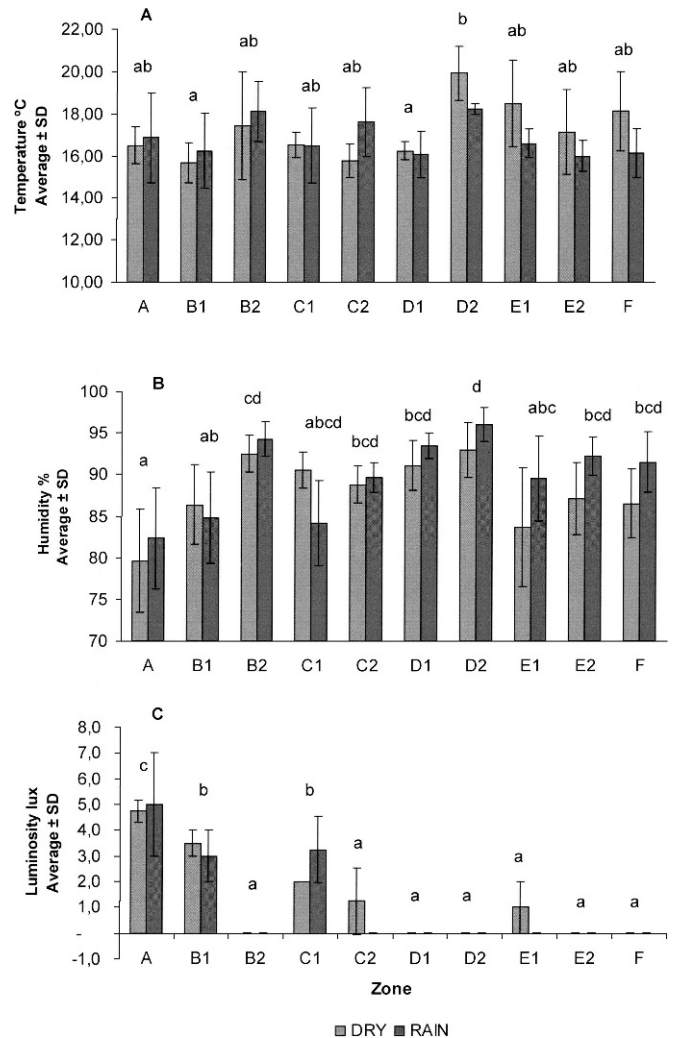 A
22,00
20,00
18,00
16,00
14,00
12,00
10,00
Temperature ºC
Average ± SD
ab a ab ab ab a b ab ab ab
A B1 B2 C1 C2 D1 D2 E1 E2 F
B
100
95
90
85
80
75
70
Humidity %
Average ± SD
a ab cd abcd bcd bcd d abc bcd bcd
A B1 B2 C1 C2 D1 D2 E1 E2 F
C
8,0
7,0
6,0
5,0
4,0
3,0
2,0
1,0
-
-1,0
Luminosity lux
Average ± SD
c b a b a a a a a a
A B1 B2 C1 C2 D1 D2 E1 E2 F
Zone
DRY RAIN